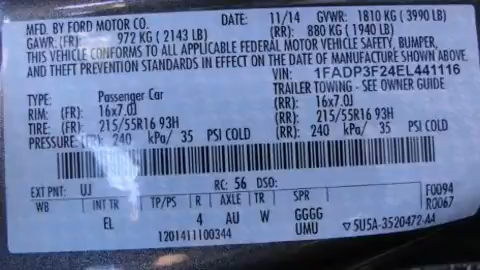 MFD. BY FORD MOTOR CO. DATE: 11/14 GVWR: 1810 KG ( 3990 LB)
GAWR: (FR) 972 KG ( 2143 LB) (RR): 880 KG ( 1940 LB)
THIS VEHICLE CONFORMS TO ALL APPLICABLE FEDERAL MOTOR VEHICLE SAFETY, BUMPER,
AND THEFT PREVENTION STANDARDS IN EFFECT ON THE DATE OF MANUFACTURE SHOWN ABOVE.
VIN: 1FADP3F24EL441116
TYPE: Passenger Car TRAILER TOWING - SEE OWNER GUIDE
RIM: (FR): 16x7.0J (RR): 16x7.0J
TIRE: (FR): 215/55R16 93H (RR): 215/55R16 93H
PRESSURE: (FR): 240 kPa/ 35 PSI COLD (RR): 240 kPa/ 35 PSI COLD
EXT PNT: UJ RC: 56 DSO: F0094
WB INT TR TP/PS R AXLE TR SPR R0067
EL 4 AU W GGGG
UMU ▽5U5A-3520472-AA
1201411100344